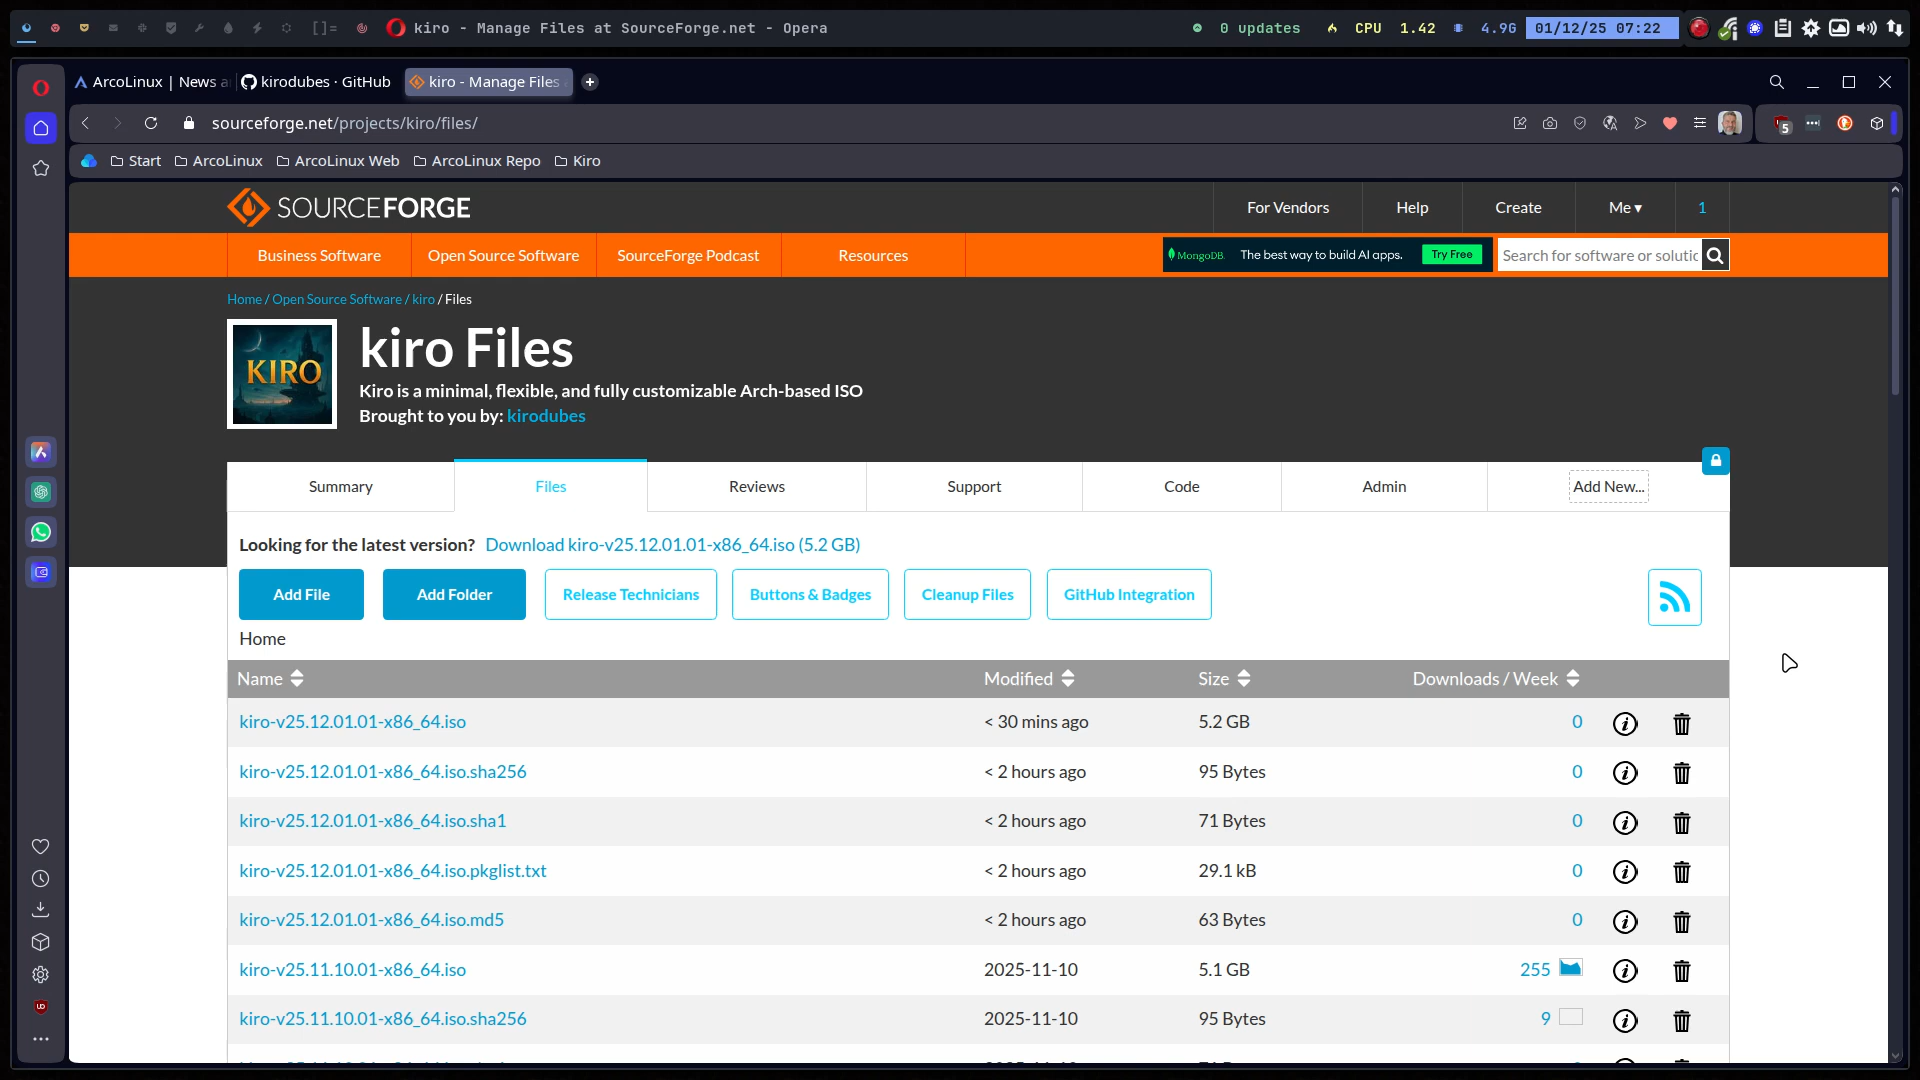 []= kiro - Manage Files at SourceForge.net - Opera 0 updates CPU 1.42 4.9G 01/12/25 07:22
ArcoLinux | News a kirodubes · GitHub kiro - Manage Files
sourceforge.net/projects/kiro/files/ 5
Start ArcoLinux ArcoLinux Web ArcoLinux Repo Kiro
SOURCEFORGE For Vendors Help Create Me▾ 1
Business Software Open Source Software SourceForge Podcast Resources MongoDB. The best way to build AI apps. Try Free Search for software or solutic
Home / Open Source Software / kiro / Files
KIRO
kiro Files
Kiro is a minimal, flexible, and fully customizable Arch-based ISO
Brought to you by: kirodubes
Summary Files Reviews Support Code Admin Add New...
Looking for the latest version? Download kiro-v25.12.01.01-x86_64.iso (5.2 GB)
Add File Add Folder Release Technicians Buttons & Badges Cleanup Files GitHub Integration
Home
Name Modified Size Downloads / Week
kiro-v25.12.01.01-x86_64.iso < 30 mins ago 5.2 GB 0
kiro-v25.12.01.01-x86_64.iso.sha256 < 2 hours ago 95 Bytes 0
kiro-v25.12.01.01-x86_64.iso.sha1 < 2 hours ago 71 Bytes 0
kiro-v25.12.01.01-x86_64.iso.pkglist.txt < 2 hours ago 29.1 kB 0
kiro-v25.12.01.01-x86_64.iso.md5 < 2 hours ago 63 Bytes 0
kiro-v25.11.10.01-x86_64.iso 2025-11-10 5.1 GB 255
kiro-v25.11.10.01-x86_64.iso.sha256 2025-11-10 95 Bytes 9